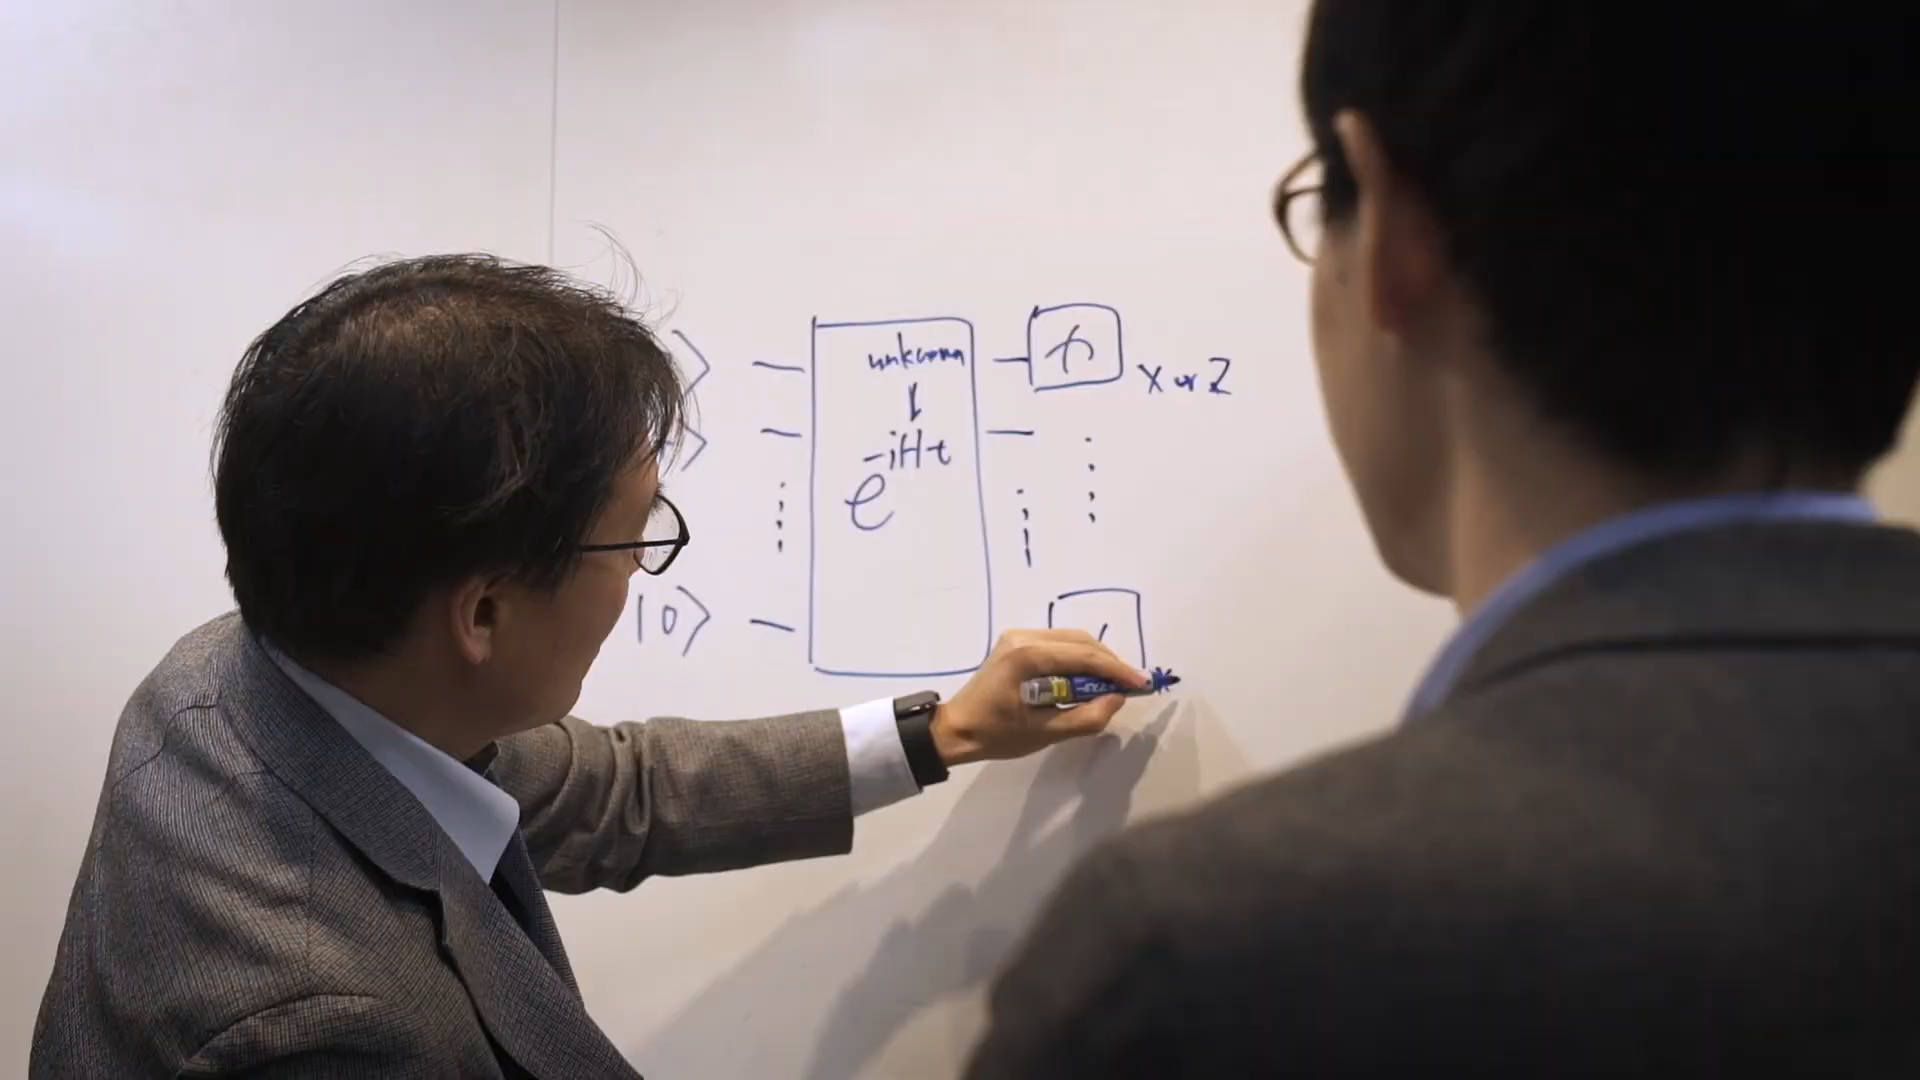 unknown
X or Z
e^{-iHt}
|0⟩